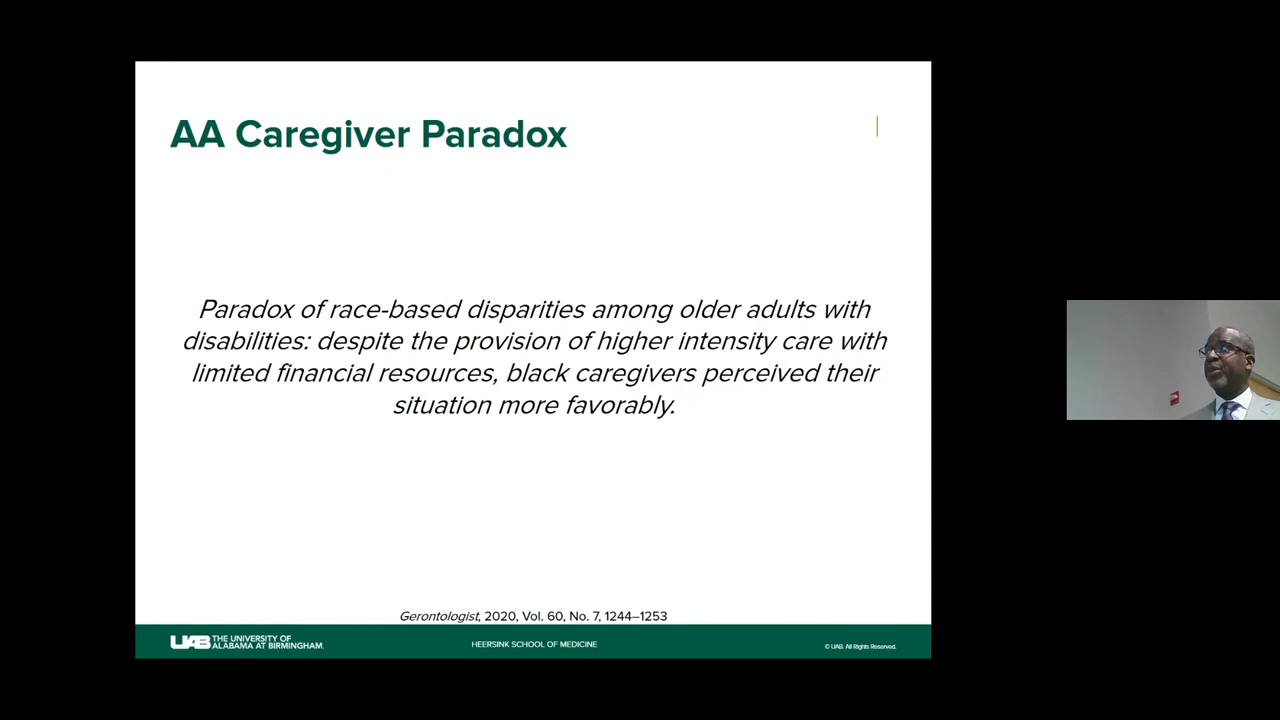 AA Caregiver Paradox
Paradox of race-based disparities among older adults with
disabilities: despite the provision of higher intensity care with
limited financial resources, black caregivers perceived their
situation more favorably.
Gerontologist, 2020, Vol. 60, No. 7, 1244–1253
UAB THE UNIVERSITY OF
ALABAMA AT BIRMINGHAM.
HEERSINK SCHOOL OF MEDICINE
© UAB. All Rights Reserved.